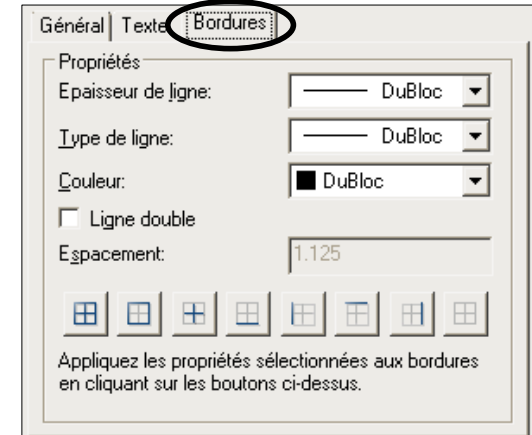 Général Texte Bordures
Propriétés
Epaisseur de ligne: DuBloc
Type de ligne: DuBloc
Couleur: DuBloc
Ligne double
Espacement: 1.125
Appliquez les propriétés sélectionnées aux bordures
en cliquant sur les boutons ci-dessus.